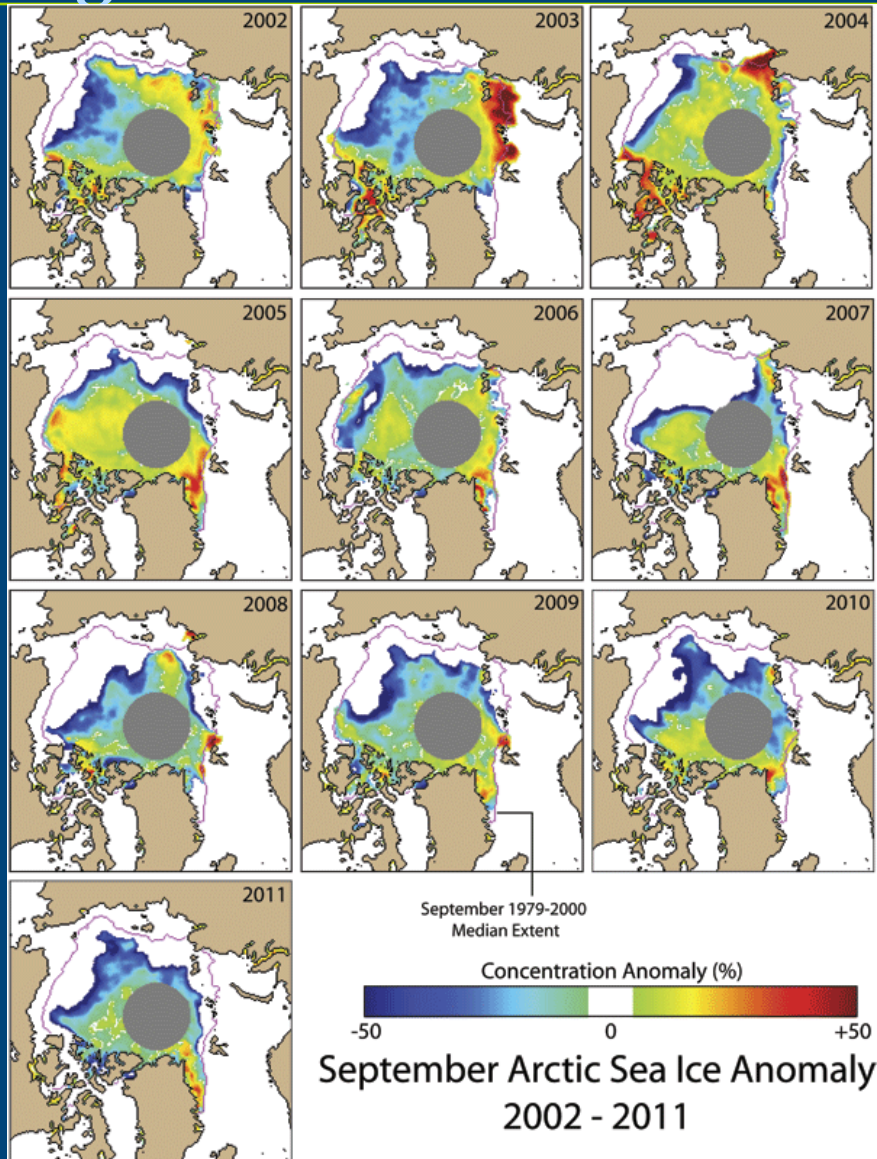 2002
2003
2004
2005
2006
2007
2008
2009
2010
2011
September 1979-2000
Median Extent
Concentration Anomaly (%)
-50
0
+50
September Arctic Sea Ice Anomaly
2002 - 2011